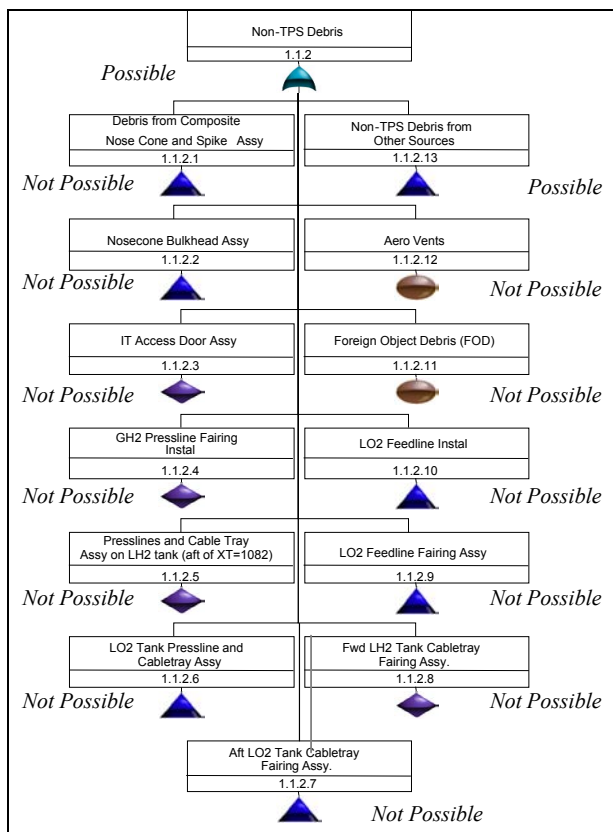 Non-TPS Debris
1.1.2
Possible
Debris from Composite
Nose Cone and Spike Assy
1.1.2.1
Not Possible
Non-TPS Debris from
Other Sources
1.1.2.13
Possible
Nosecone Bulkhead Assy
1.1.2.2
Not Possible
Aero Vents
1.1.2.12
Not Possible
IT Access Door Assy
1.1.2.3
Not Possible
Foreign Object Debris (FOD)
1.1.2.11
Not Possible
GH2 Pressline Fairing
Instal
1.1.2.4
Not Possible
LO2 Feedline Instal
1.1.2.10
Not Possible
Presslines and Cable Tray
Assy on LH2 tank (aft of XT=1082)
1.1.2.5
Not Possible
LO2 Feedline Fairing Assy
1.1.2.9
Not Possible
LO2 Tank Pressline and
Cabletray Assy
1.1.2.6
Not Possible
Fwd LH2 Tank Cabletray
Fairing Assy.
1.1.2.8
Not Possible
Aft LO2 Tank Cabletray
Fairing Assy.
1.1.2.7
Not Possible